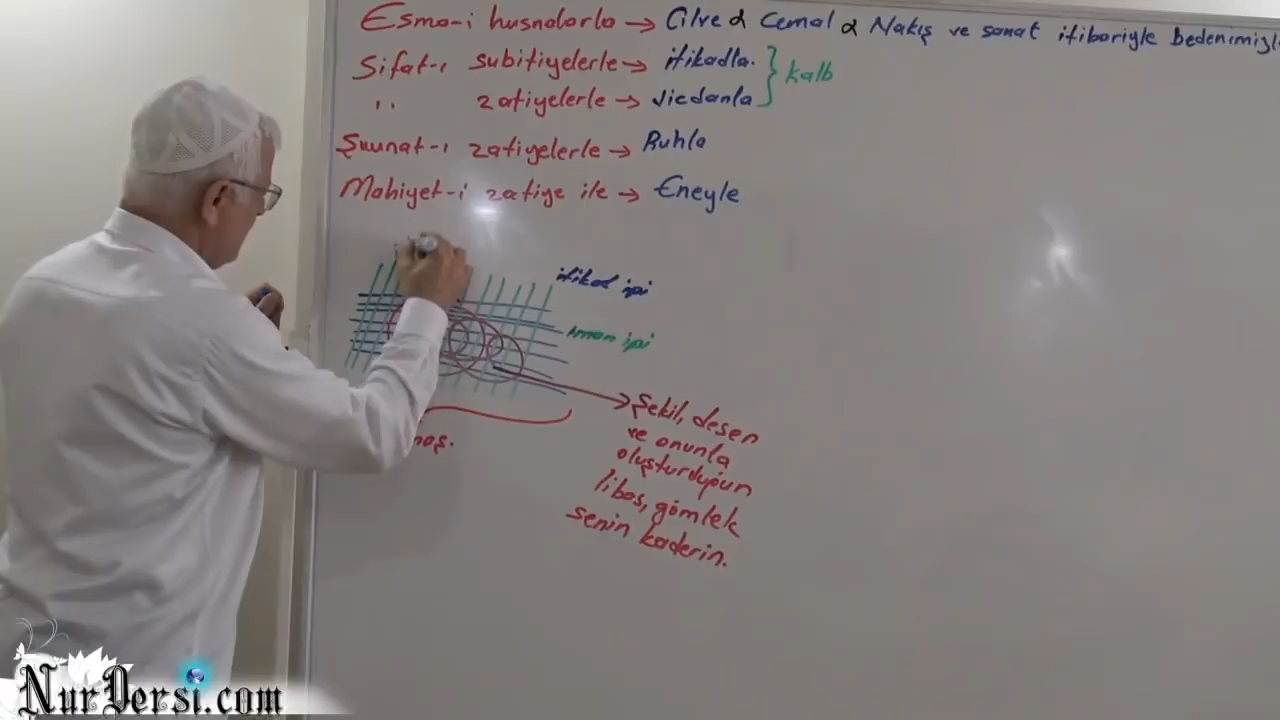 Esma-i husnalarla → Cilve & Cemal & Nakış ve sanat itibariyle bedenimizle
Sıfat-ı subutiyelerle → itikadla.
,, zatiyelerle → vicdanla
} kalb
Şuunat-ı zatiyelerle → Ruhla
Mahiyet-i zatiye ile → Eneyle
itikad ipi
iman ipi
→ Şekil, desen
ve onunla
oluşturduğun
libas, gömlek
senin kaderin.
NurDersi.com